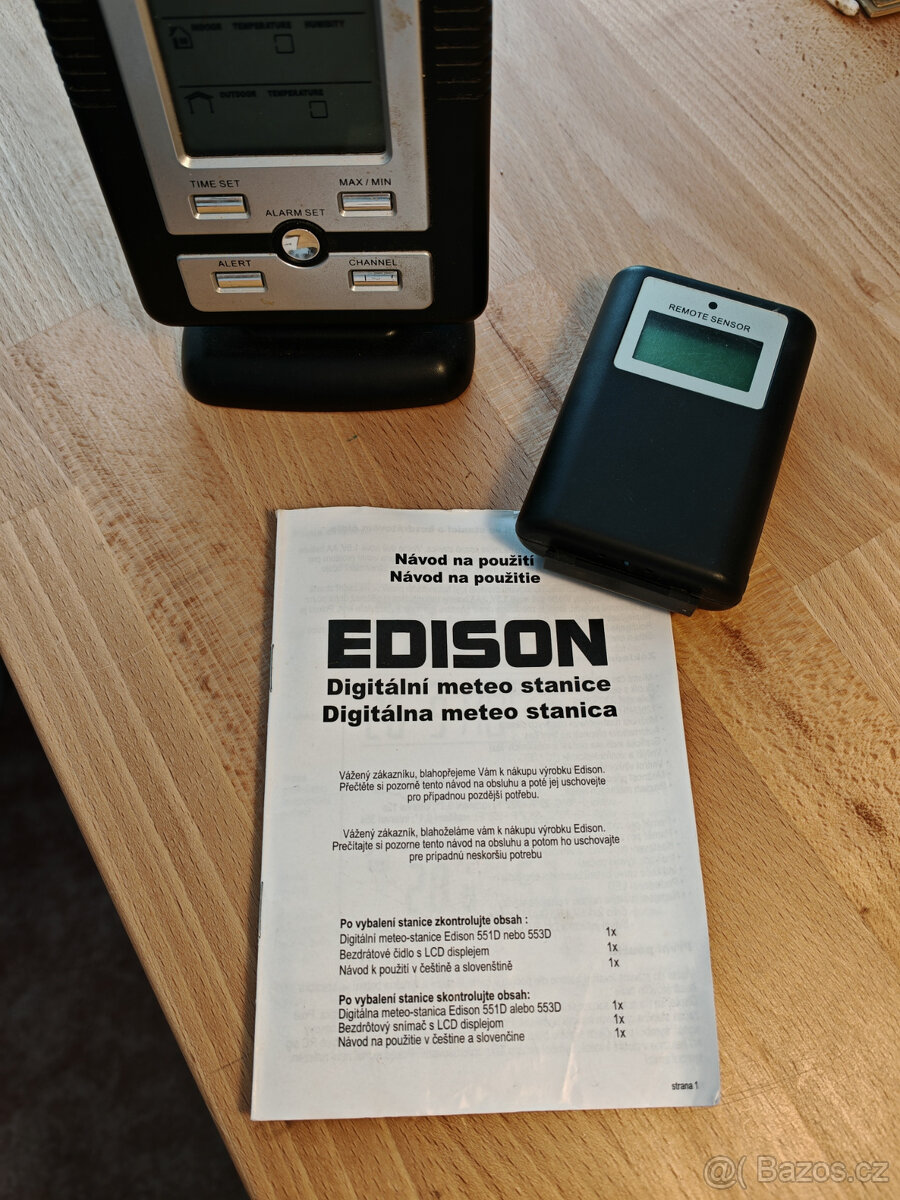 INDOOR TEMPERATURE HUMIDITY
OUTDOOR TEMPERATURE
TIME SET
MAX / MIN
ALARM SET
ALERT
CHANNEL
REMOTE SENSOR
Návod na použití
Návod na použitie
EDISON
Digitální meteo stanice
Digitálna meteo stanica
Vážený zákazníku, blahopřejeme Vám k nákupu výrobku Edison.
Přečtěte si pozorně tento návod na obsluhu a poté jej uschovejte
pro případnou pozdější potřebu.
Vážený zákazník, blahoželáme vám k nákupu výrobku Edison.
Prečítajte si pozorne tento návod na obsluhu a potom ho uschovajte
pre pripadnú neskoršiu potrebu
Po vybalení stanice zkontrolujte obsah :
Digitální meteo-stanice Edison 551D nebo 553D 1x
Bezdrátové čidlo s LCD displejem 1x
Návod k použití v češtině a slovenštině 1x
Po vybalení stanice skontrolujte obsah:
Digitálna meteo-stanica Edison 551D alebo 553D 1x
Bezdrôtový snímač s LCD displejom 1x
Návod na použitie v češtine a slovenčine 1x
strana 1
@( Bazos.cz